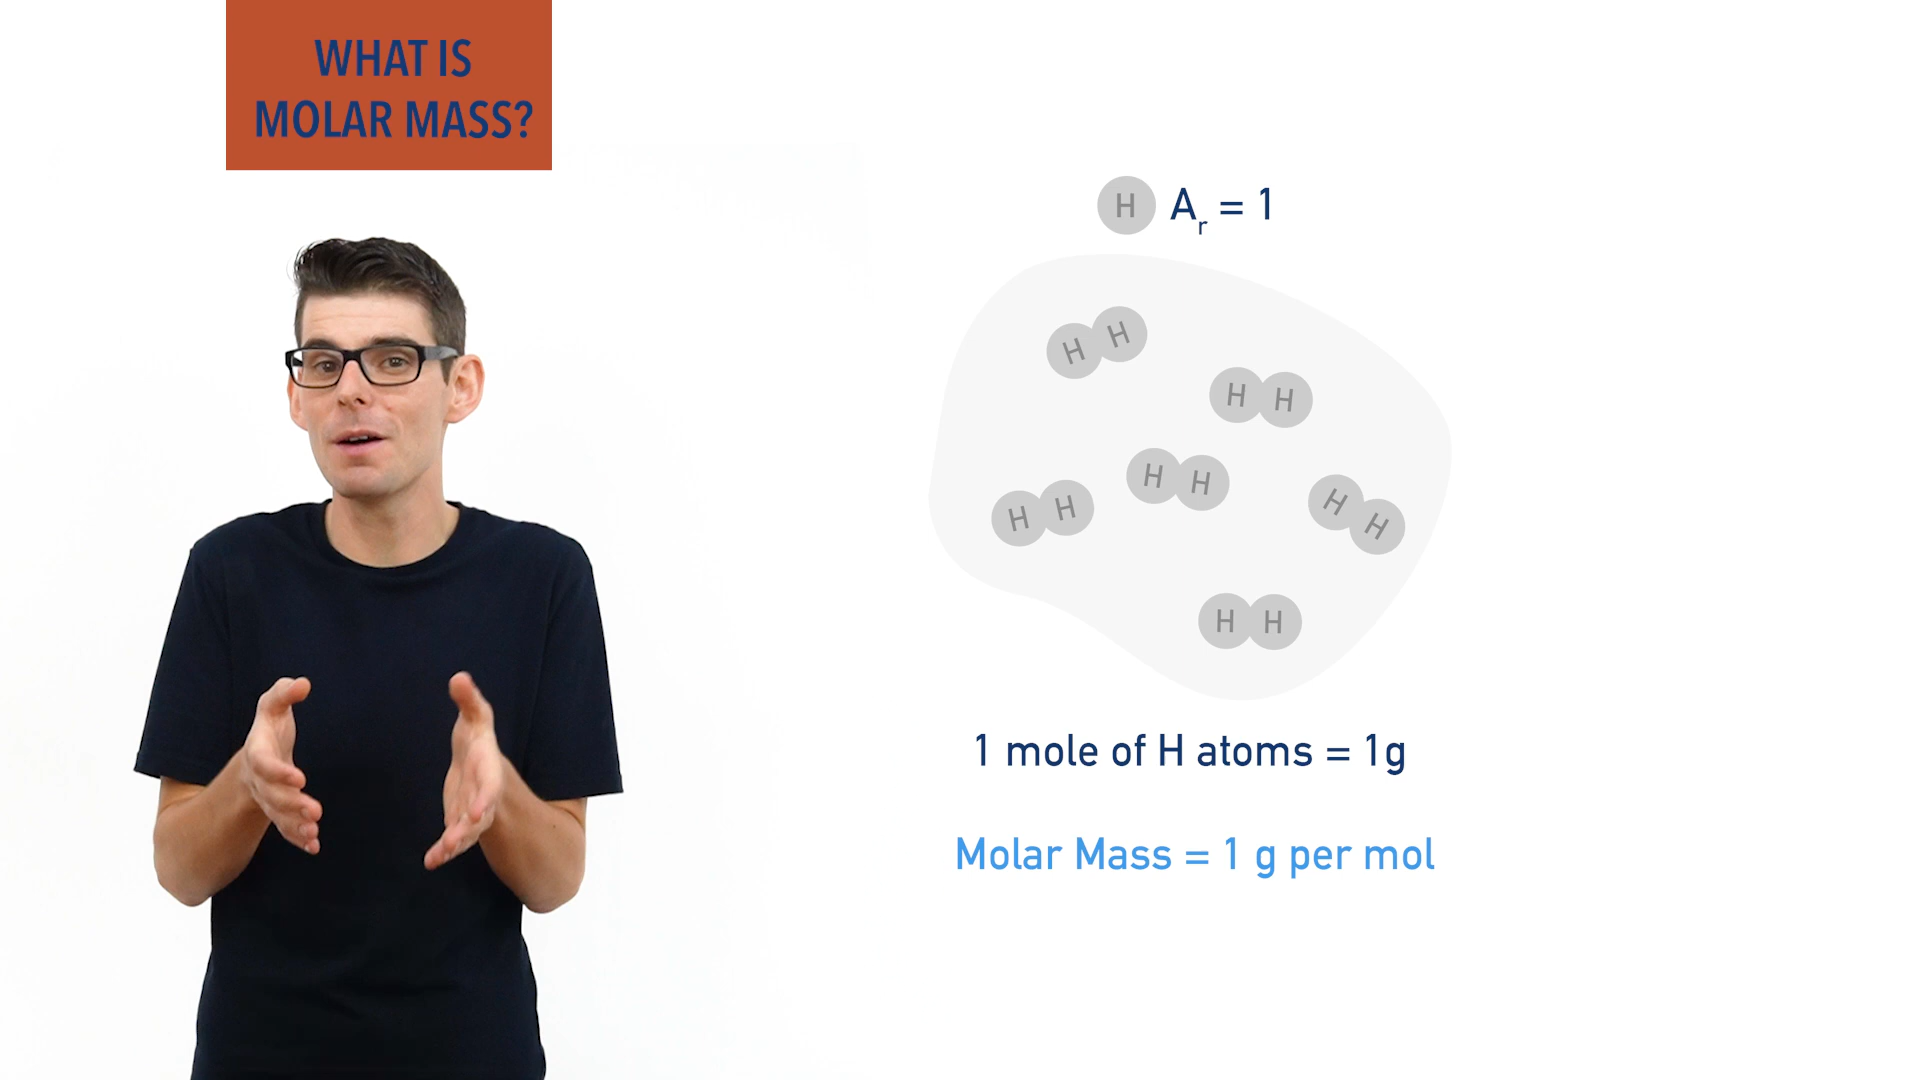 WHAT IS
MOLAR MASS?
H Ar = 1
H H
H H
H H
H H
H H
H H
1 mole of H atoms = 1g
Molar Mass = 1 g per mol